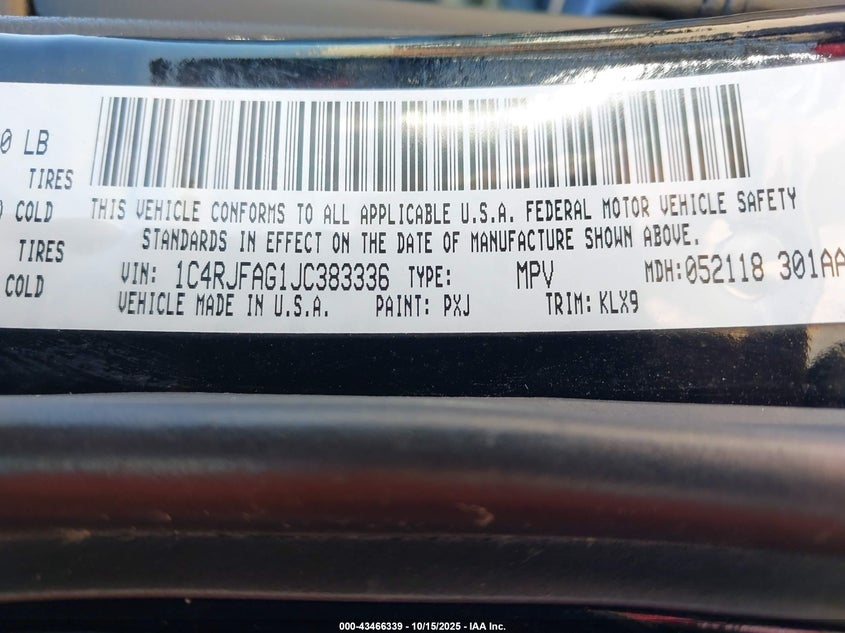 0 LB
TIRES
COLD
TIRES
COLD
THIS VEHICLE CONFORMS TO ALL APPLICABLE U.S.A. FEDERAL MOTOR VEHICLE SAFETY
STANDARDS IN EFFECT ON THE DATE OF MANUFACTURE SHOWN ABOVE.
VIN: 1C4RJFAG1JC383336 TYPE: MPV MDH:052118 301AA
VEHICLE MADE IN U.S.A. PAINT: PXJ TRIM: KLX9
000-43466339 - 10/15/2025 - IAA Inc.